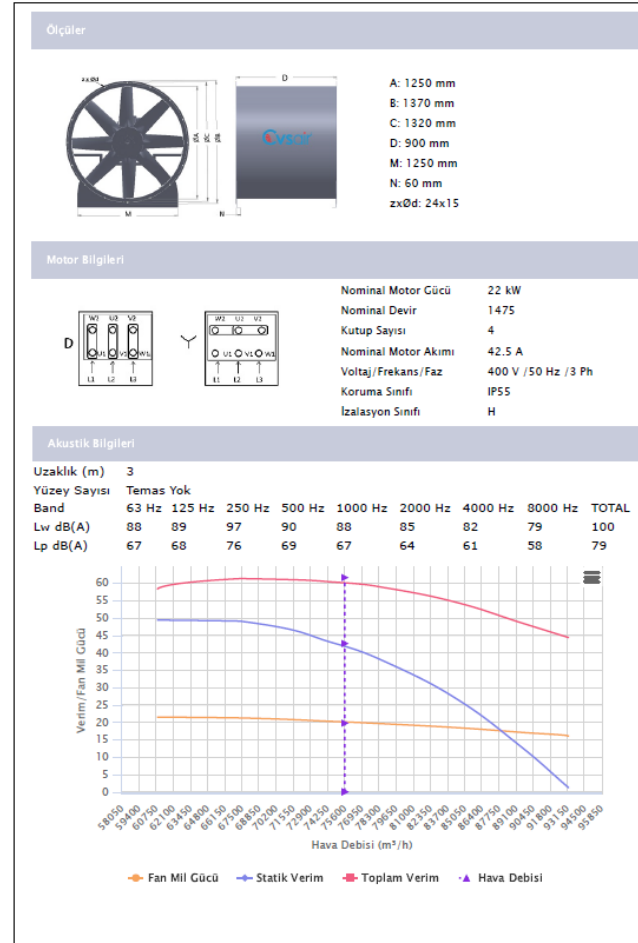 Ölçüler
zxØd
D
A: 1250 mm
B: 1370 mm
C: 1320 mm
D: 900 mm
M: 1250 mm
N: 60 mm
zxØd: 24x15
ØA
ØC
ØB
Cvsair
M
N
Motor Bilgileri
Nominal Motor Gücü 22 kW
Nominal Devir 1475
Kutup Sayısı 4
Nominal Motor Akımı 42.5 A
Voltaj/Frekans/Faz 400 V /50 Hz /3 Ph
Koruma Sınıfı IP55
İzalasyon Sınıfı H
W2 U2 V2
W2 U2 V2
D
U1 V1 W1
U1 V1 W1
L1 L2 L3
L1 L2 L3
Akustik Bilgileri
Uzaklık (m) 3
Yüzey Sayısı Temas Yok
Band 63 Hz 125 Hz 250 Hz 500 Hz 1000 Hz 2000 Hz 4000 Hz 8000 Hz TOTAL
Lw dB(A) 88 89 97 90 88 85 82 79 100
Lp dB(A) 67 68 76 69 67 64 61 58 79
Verim/Fan Mil Gücü
60
55
50
45
40
35
30
25
20
15
10
5
0
58050 59400 60750 62100 63450 64800 66150 67500 68850 70200 71550 72900 74250 75600 76950 78300 79650 81000 82350 83700 85050 86400 87750 89100 90450 91800 93150 94500 95850
Hava Debisi (m³/h)
Fan Mil Gücü Statik Verim Toplam Verim Hava Debisi